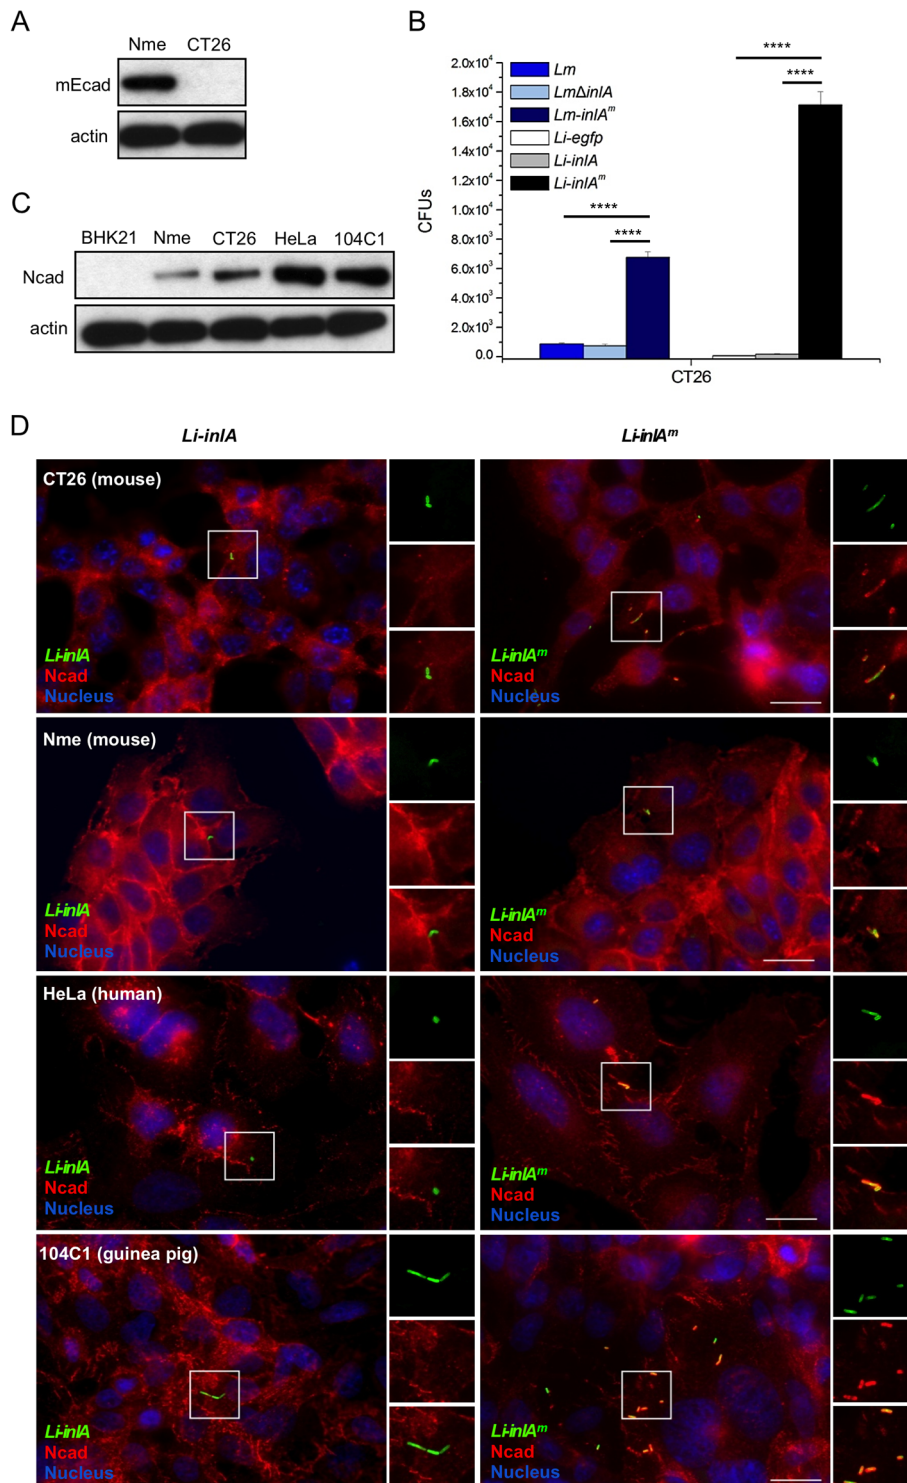 A
Nme CT26
mEcad
actin
B
2.0x10⁴
1.8x10⁴
1.6x10⁴
1.4x10⁴
1.2x10⁴
1.0x10⁴
8.0x10³
6.0x10³
4.0x10³
2.0x10³
0.0
CFUs
Lm
LmΔinlA
Lm-inlAᵐ
Li-egfp
Li-inlA
Li-inlAᵐ
****
****
****
****
CT26
C
BHK21 Nme CT26 HeLa 104C1
Ncad
actin
D
Li-inlA
Li-inlAᵐ
CT26 (mouse)
Li-inlA
Ncad
Nucleus
Li-inlAᵐ
Ncad
Nucleus
Nme (mouse)
Li-inlA
Ncad
Nucleus
Li-inlAᵐ
Ncad
Nucleus
HeLa (human)
Li-inlA
Ncad
Nucleus
Li-inlAᵐ
Ncad
Nucleus
104C1 (guinea pig)
Li-inlA
Ncad
Nucleus
Li-inlAᵐ
Ncad
Nucleus